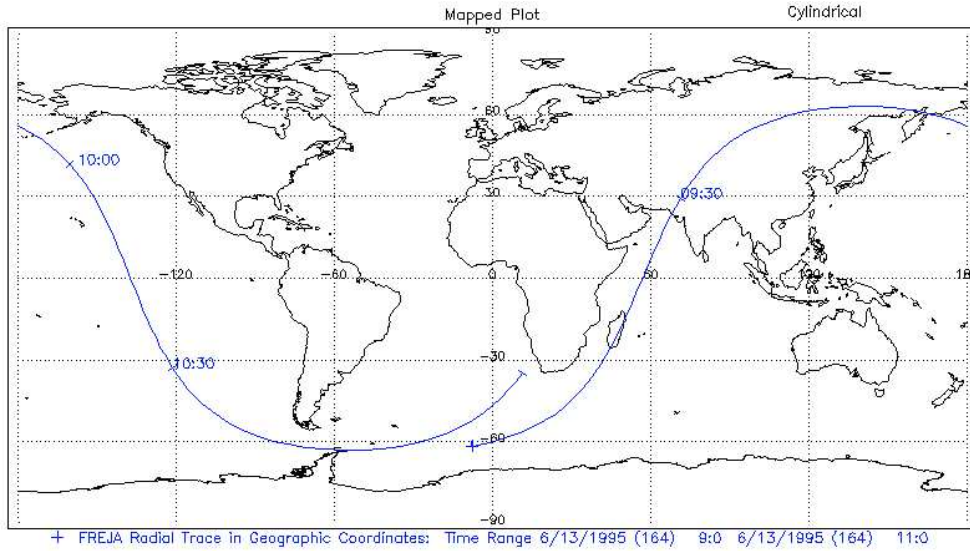 Mapped Plot Cylindrical
90
60
10:00
30 09:30
-120 -60 0 60 120 18
10:30 -30
-60
-90
+ FREJA Radial Trace in Geographic Coordinates: Time Range 6/13/1995 (164) 9:0 6/13/1995 (164) 11:0